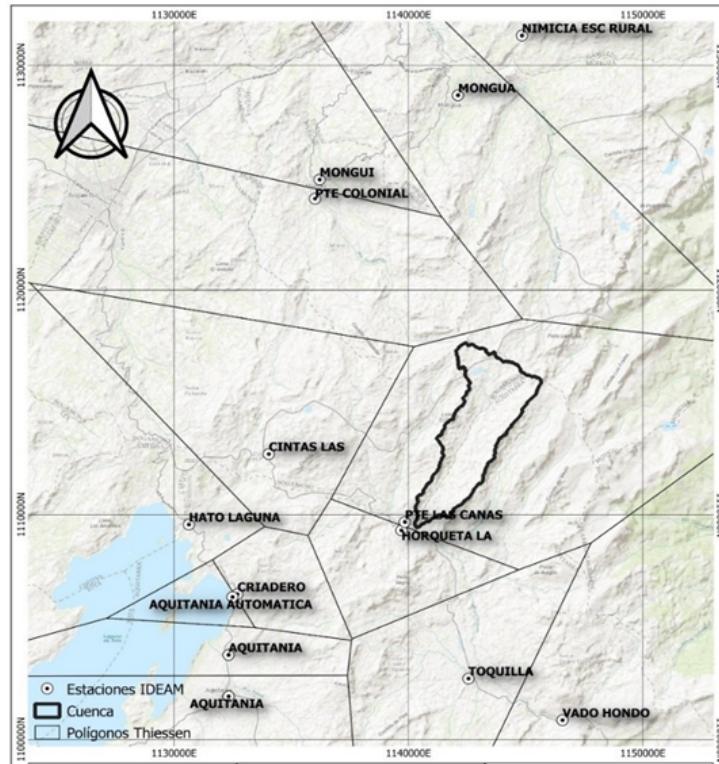 1130000E 1140000E 1150000E
NIMICIA ESC RURAL
1130000N
MONGUA
MONGUI
PTE COLONIAL
1120000N
CINTAS LAS
1110000N
HATO LAGUNA
PTE LAS CANAS
HORQUETA LA
CRIADERO
AQUITANIA AUTOMATICA
AQUITANIA
TOQUILLA
Estaciones IDEAM
AQUITANIA
Cuenca
VADO HONDO
Polígonos Thiessen
1100000N
1130000E 1140000E 1150000E